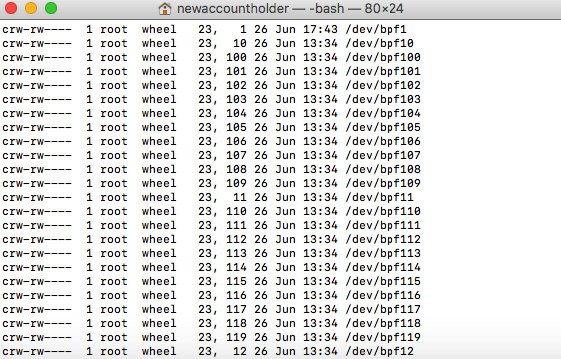 newaccountholder — -bash — 80×24
crw-rw---- 1 root wheel 23, 1 26 Jun 17:43 /dev/bpf1
crw-rw---- 1 root wheel 23, 10 26 Jun 13:34 /dev/bpf10
crw-rw---- 1 root wheel 23, 100 26 Jun 13:34 /dev/bpf100
crw-rw---- 1 root wheel 23, 101 26 Jun 13:34 /dev/bpf101
crw-rw---- 1 root wheel 23, 102 26 Jun 13:34 /dev/bpf102
crw-rw---- 1 root wheel 23, 103 26 Jun 13:34 /dev/bpf103
crw-rw---- 1 root wheel 23, 104 26 Jun 13:34 /dev/bpf104
crw-rw---- 1 root wheel 23, 105 26 Jun 13:34 /dev/bpf105
crw-rw---- 1 root wheel 23, 106 26 Jun 13:34 /dev/bpf106
crw-rw---- 1 root wheel 23, 107 26 Jun 13:34 /dev/bpf107
crw-rw---- 1 root wheel 23, 108 26 Jun 13:34 /dev/bpf108
crw-rw---- 1 root wheel 23, 109 26 Jun 13:34 /dev/bpf109
crw-rw---- 1 root wheel 23, 11 26 Jun 13:34 /dev/bpf11
crw-rw---- 1 root wheel 23, 110 26 Jun 13:34 /dev/bpf110
crw-rw---- 1 root wheel 23, 111 26 Jun 13:34 /dev/bpf111
crw-rw---- 1 root wheel 23, 112 26 Jun 13:34 /dev/bpf112
crw-rw---- 1 root wheel 23, 113 26 Jun 13:34 /dev/bpf113
crw-rw---- 1 root wheel 23, 114 26 Jun 13:34 /dev/bpf114
crw-rw---- 1 root wheel 23, 115 26 Jun 13:34 /dev/bpf115
crw-rw---- 1 root wheel 23, 116 26 Jun 13:34 /dev/bpf116
crw-rw---- 1 root wheel 23, 117 26 Jun 13:34 /dev/bpf117
crw-rw---- 1 root wheel 23, 118 26 Jun 13:34 /dev/bpf118
crw-rw---- 1 root wheel 23, 119 26 Jun 13:34 /dev/bpf119
crw-rw---- 1 root wheel 23, 12 26 Jun 13:34 /dev/bpf12